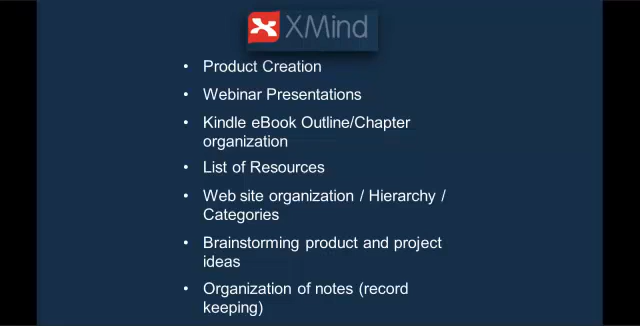 XMind
• Product Creation
• Webinar Presentations
• Kindle eBook Outline/Chapter
organization
• List of Resources
• Web site organization / Hierarchy /
Categories
• Brainstorming product and project
ideas
• Organization of notes (record
keeping)